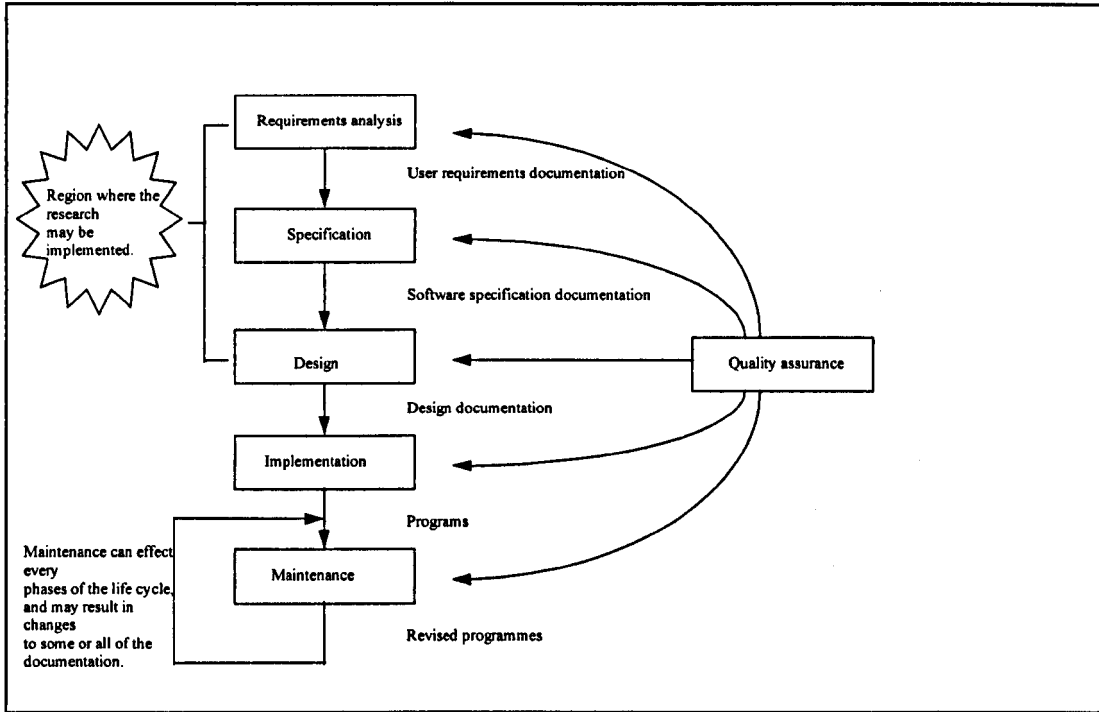 Requirements analysis
User requirements documentation
Region where the
research
may be
implemented.
Specification
Software specification documentation
Design
Quality assurance
Design documentation
Implementation
Programs
Maintenance can effect
every
phases of the life cycle,
and may result in
changes
to some or all of the
documentation.
Maintenance
Revised programmes